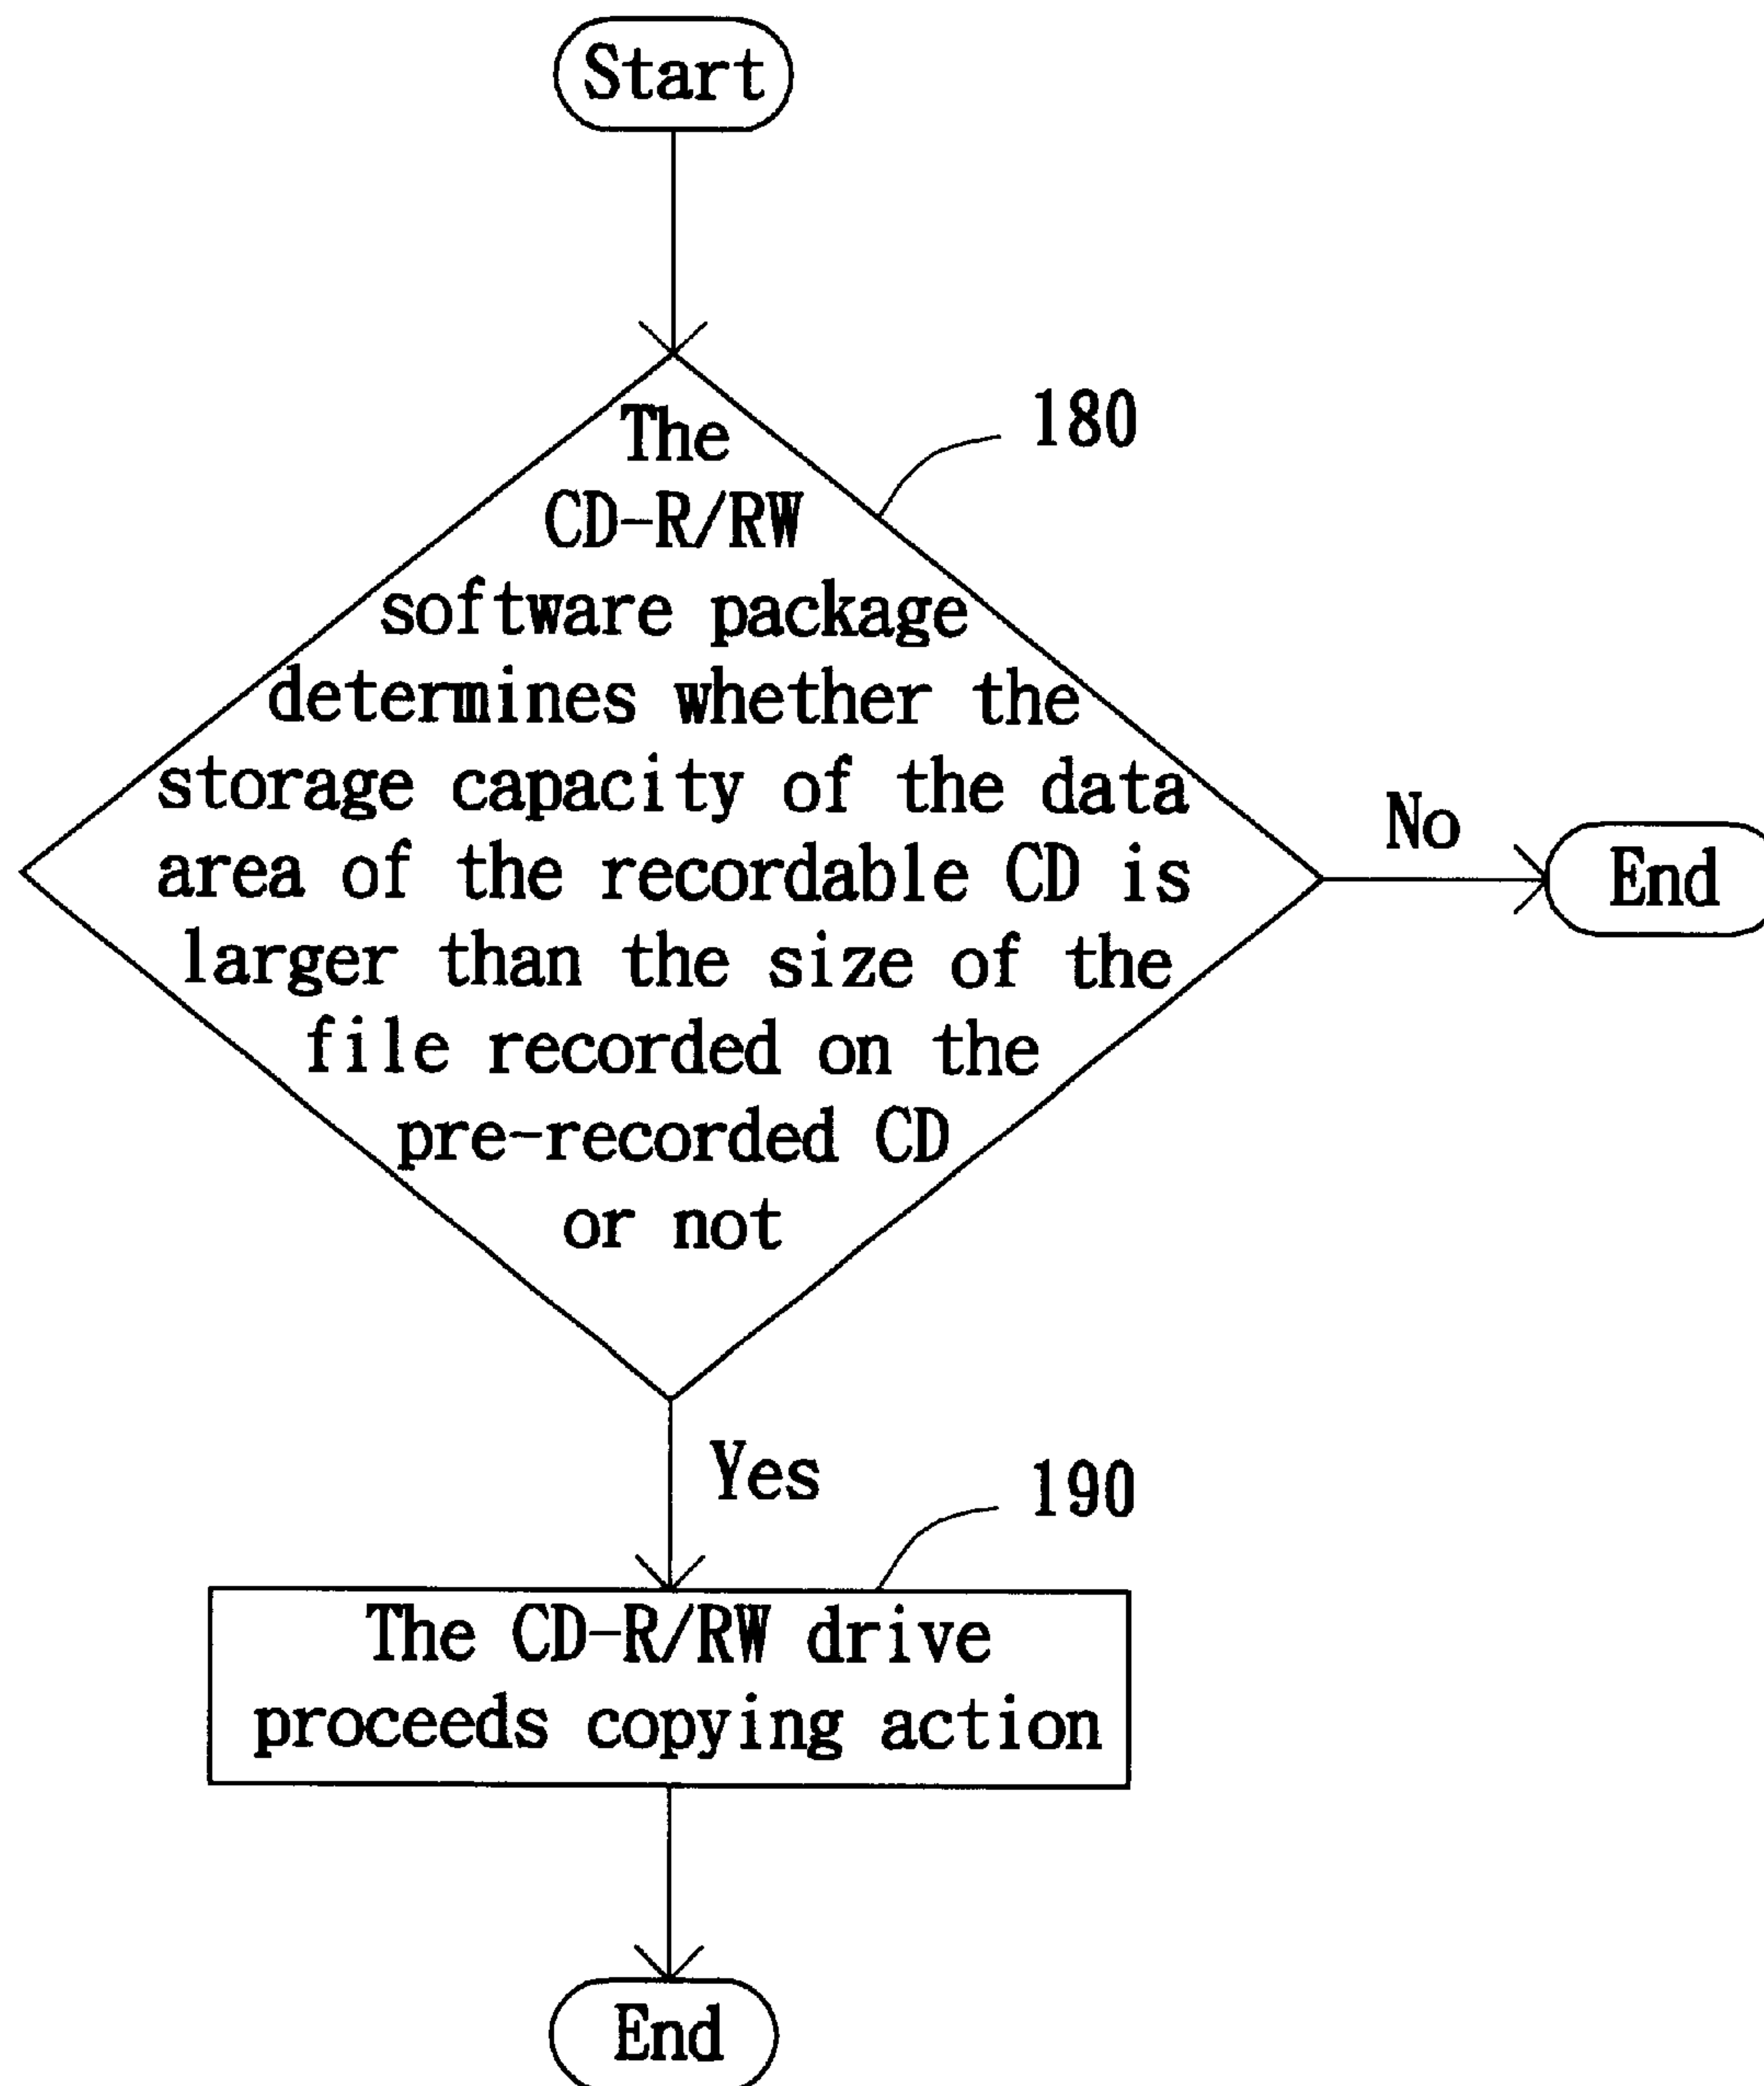 Start
180
The
CD-R/RW
software package
determines whether the
storage capacity of the data
area of the recordable CD is
larger than the size of the
file recorded on the
pre-recorded CD
or not
No
End
Yes
190
The CD-R/RW drive
proceeds copying action
End